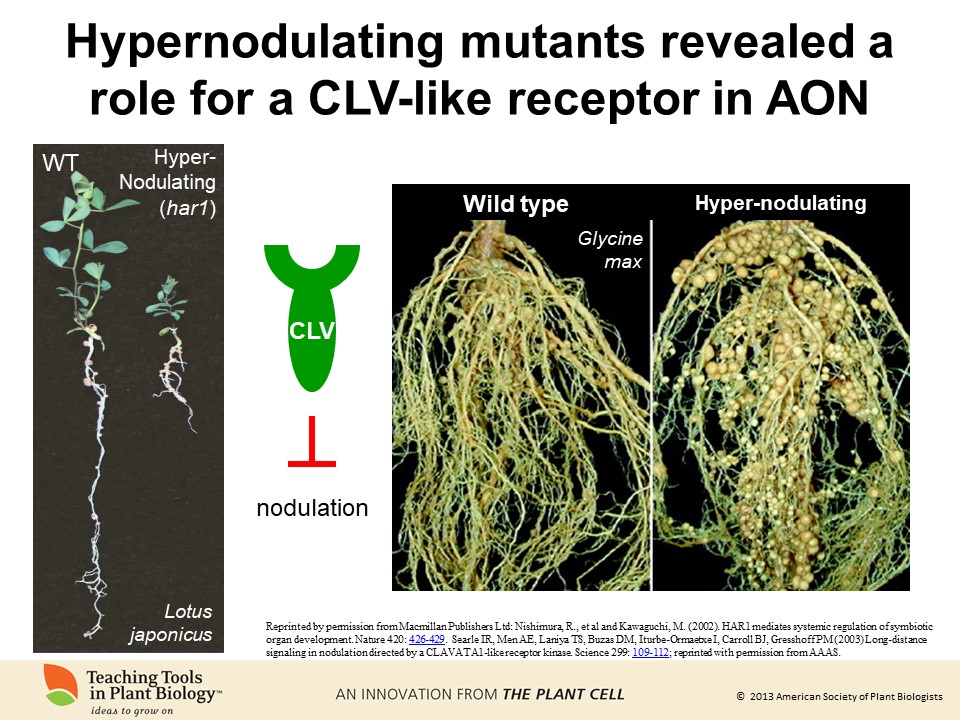 Hypernodulating mutants revealed a
role for a CLV-like receptor in AON
WT
Hyper-
Nodulating
(har1)
Lotus
japonicus
CLV
nodulation
Wild type
Hyper-nodulating
Glycine
max
Reprinted by permission from Macmillan Publishers Ltd: Nishimura, R., et al and Kawaguchi, M. (2002). HAR1 mediates systemic regulation of symbiotic
organ development. Nature 420: 426-429. Searle IR, Men AE, Laniya TS, Buzas DM, Iturbe-Ormaetxe I, Carroll BJ, Gresshoff PM (2003) Long-distance
signaling in nodulation directed by a CLAVATA1-like receptor kinase. Science 299: 109-112; reprinted with permission from AAAS.
Teaching Tools
in Plant Biology™
ideas to grow on
AN INNOVATION FROM THE PLANT CELL
© 2013 American Society of Plant Biologists